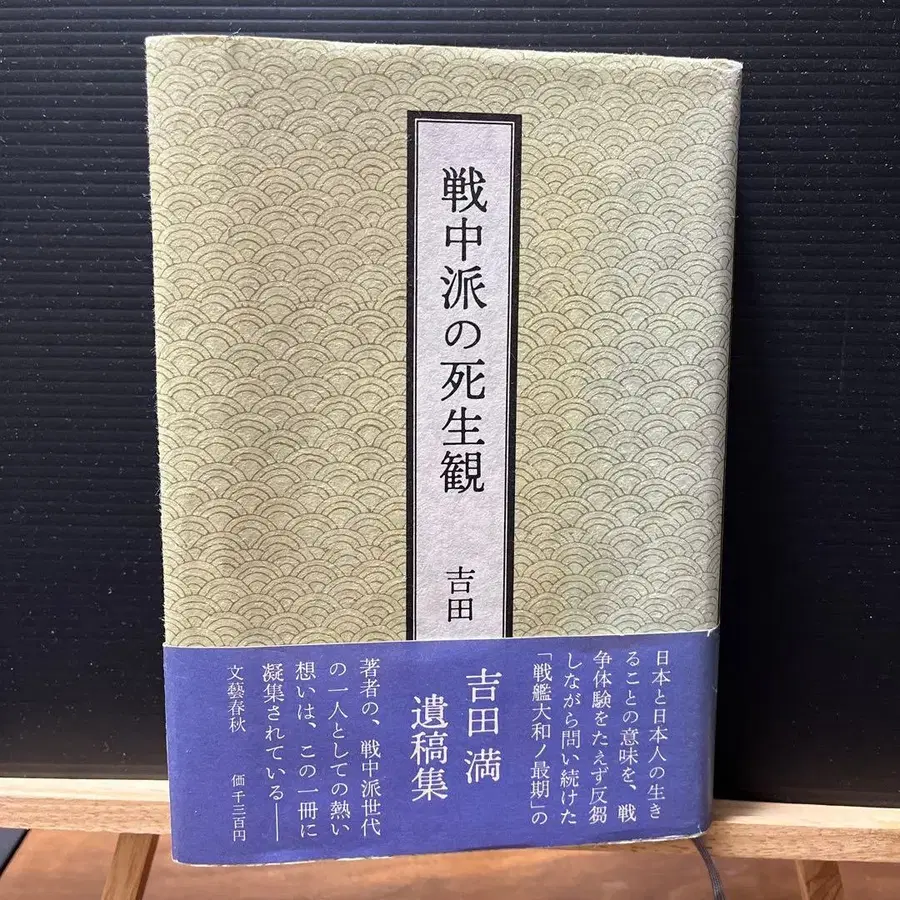 戦中派の死生観
吉田
日本と日本人の生き
ることの意味を、戦
争体験をたえず反芻
しながら問い続けた
「戦艦大和ノ最期」の
吉田 満
遺稿集
著者の、戦中派世代
の一人としての熱い
想いは、この一冊に
凝集されている――
文藝春秋
価 千三百円